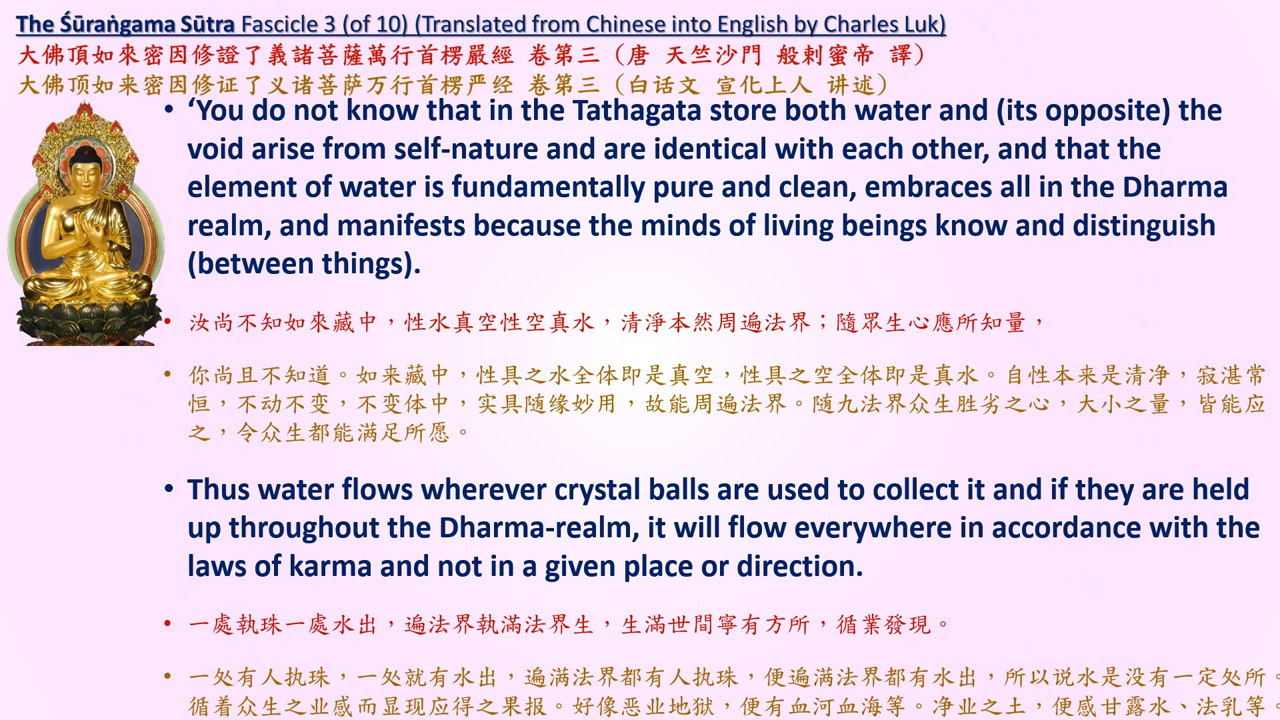 The Śūraṅgama Sūtra Fascicle 3 (of 10) (Translated from Chinese into English by Charles Luk)
大佛頂如來密因修證了義諸菩薩萬行首楞嚴經 卷第三（唐 天竺沙門 般剌蜜帝 譯）
大佛顶如来密因修证了义诸菩萨万行首楞严经 卷第三（白话文 宣化上人 讲述）
• ‘You do not know that in the Tathagata store both water and (its opposite) the
void arise from self-nature and are identical with each other, and that the
element of water is fundamentally pure and clean, embraces all in the Dharma
realm, and manifests because the minds of living beings know and distinguish
(between things).
• 汝尚不知如來藏中，性水真空性空真水，清淨本然周遍法界；隨眾生心應所知量，
• 你尚且不知道。如来藏中，性具之水全体即是真空，性具之空全体即是真水。自性本来是清净，寂湛常
恒，不动不变，不变体中，实具随缘妙用，故能周遍法界。随九法界众生胜劣之心，大小之量，皆能应
之，令众生都能满足所愿。
• Thus water flows wherever crystal balls are used to collect it and if they are held
up throughout the Dharma-realm, it will flow everywhere in accordance with the
laws of karma and not in a given place or direction.
• 一處執珠一處水出，遍法界執滿法界生，生滿世間寧有方所，循業發現。
• 一处有人执珠，一处就有水出，遍满法界都有人执珠，便遍满法界都有水出，所以说水是没有一定处所。
循着众生之业感而显现应得之果报。好像恶业地狱，便有血河血海等。净业之土，便感甘露水、法乳等。